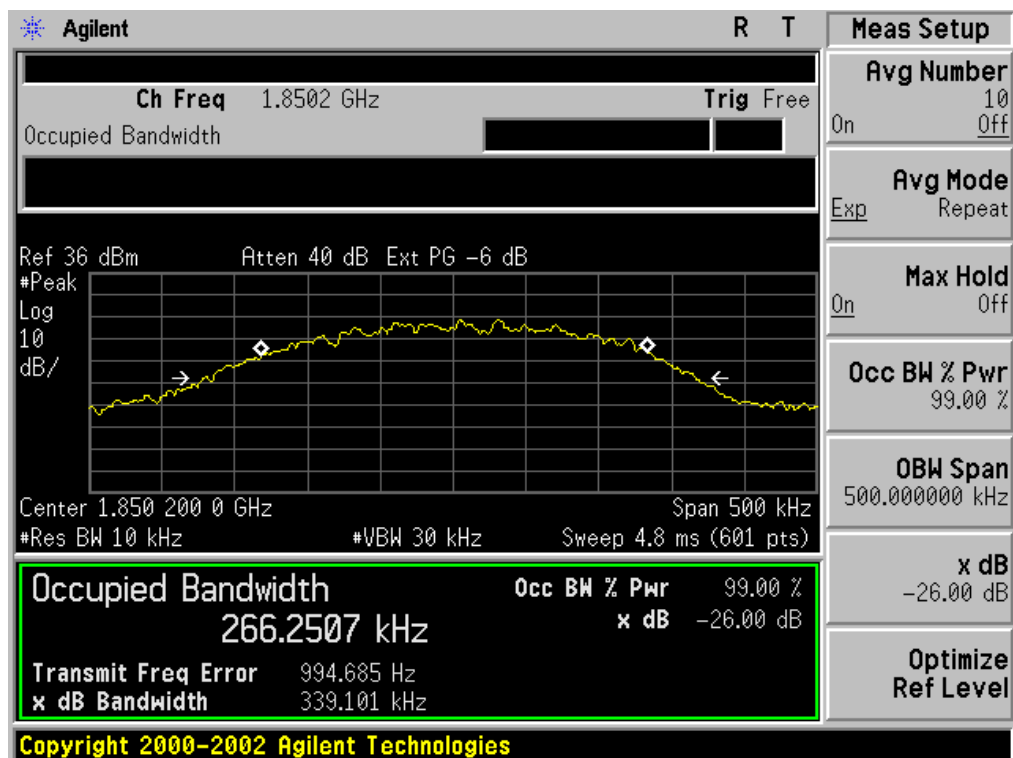 Agilent R T Meas Setup
Ch Freq 1.8502 GHz Trig Free
Occupied Bandwidth
Ref 36 dBm Atten 40 dB Ext PG -6 dB
#Peak
Log
10
dB/
Center 1.850 200 0 GHz Span 500 kHz
#Res BW 10 kHz #VBW 30 kHz Sweep 4.8 ms (601 pts)
Occupied Bandwidth Occ BW % Pwr 99.00 %
266.2507 kHz x dB -26.00 dB
Transmit Freq Error 994.685 Hz
x dB Bandwidth 339.101 kHz
Copyright 2000-2002 Agilent Technologies
Avg Number
10
On Off
Avg Mode
Exp Repeat
Max Hold
On Off
Occ BW % Pwr
99.00 %
OBW Span
500.000000 kHz
x dB
-26.00 dB
Optimize
Ref Level